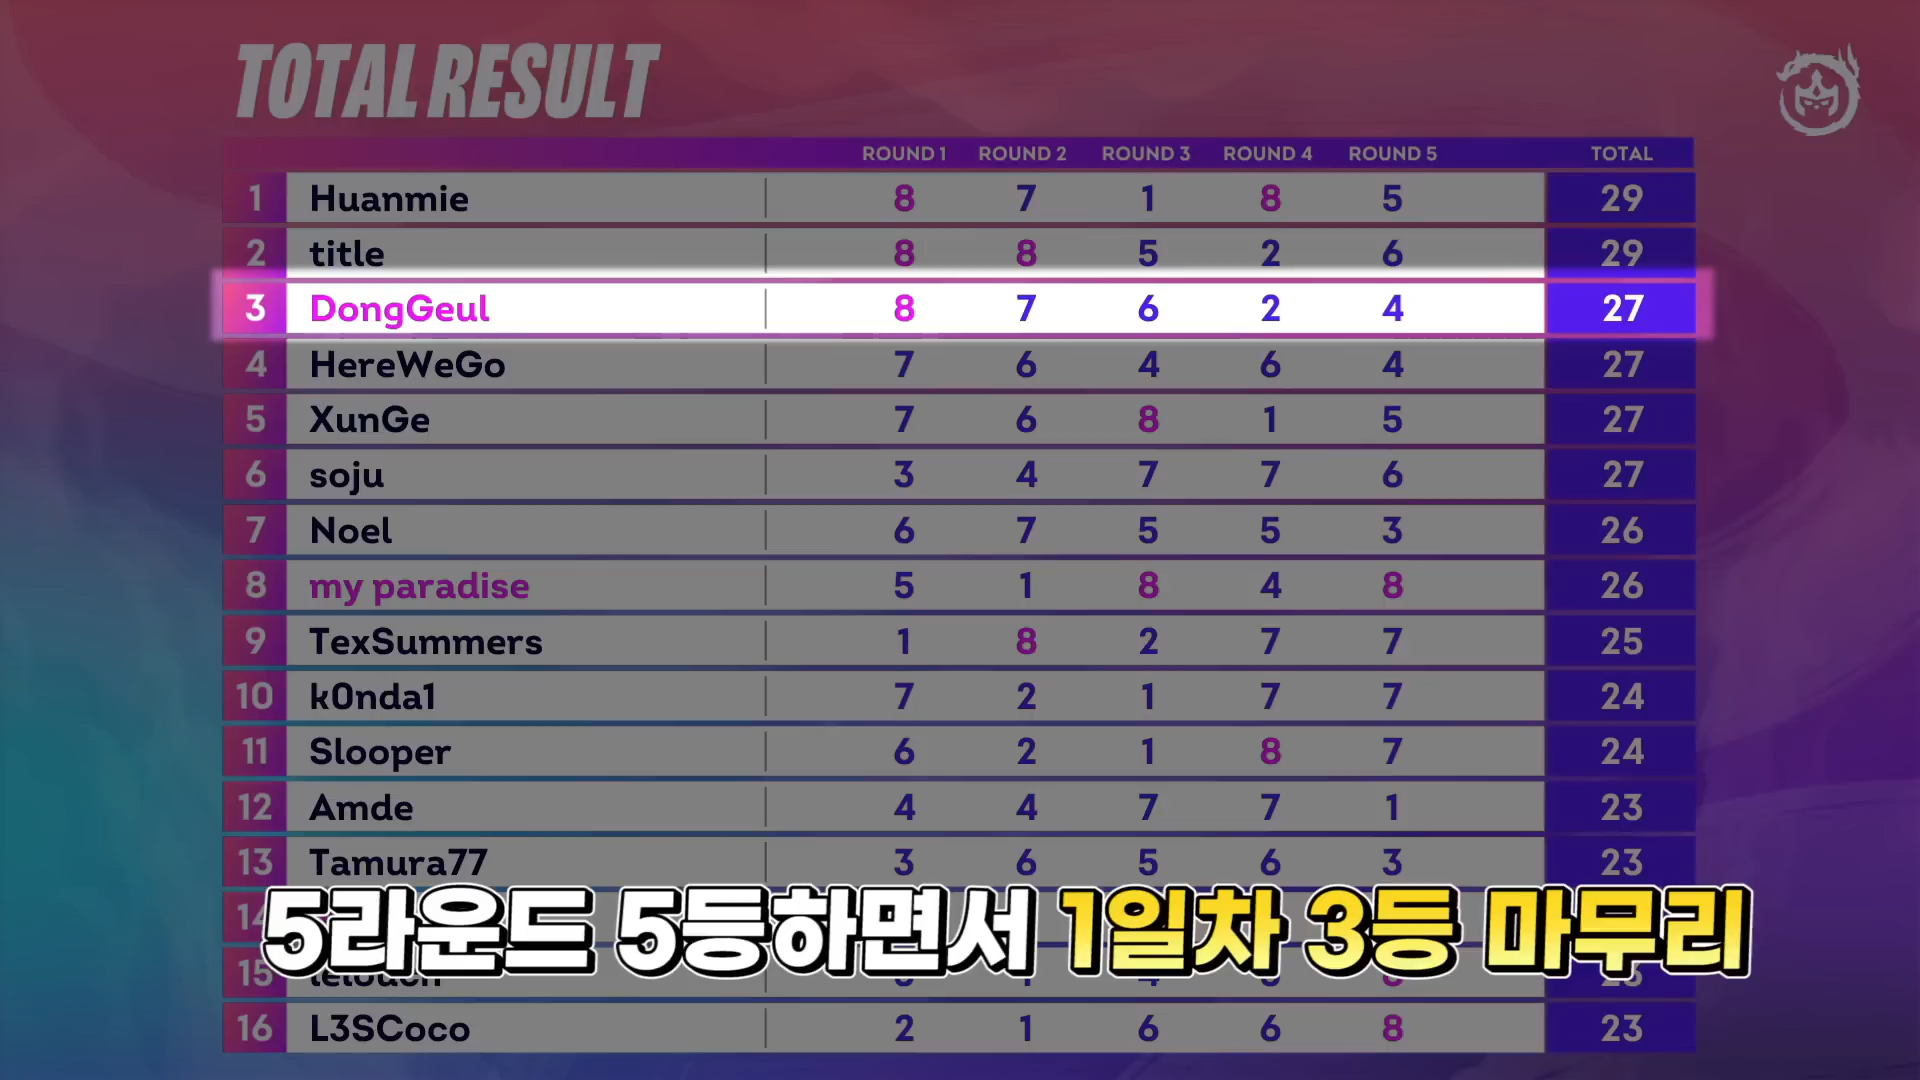 TOTAL RESULT
ROUND 1 ROUND 2 ROUND 3 ROUND 4 ROUND 5 TOTAL
1 Huanmie 8 7 1 8 5 29
2 title 8 8 5 2 6 29
3 DongGeul 8 7 6 2 4 27
4 HereWeGo 7 6 4 6 4 27
5 XunGe 7 6 8 1 5 27
6 soju 3 4 7 7 6 27
7 Noel 6 7 5 5 3 26
8 my paradise 5 1 8 4 8 26
9 TexSummers 1 8 2 7 7 25
10 k0nda1 7 2 1 7 7 24
11 Slooper 6 2 1 8 7 24
12 Amde 4 4 7 7 1 23
13 Tamura77 3 6 5 6 3 23
5라운드 5등하면서 1일차 3등 마무리
15
16 L3SCoco 2 1 6 6 8 23